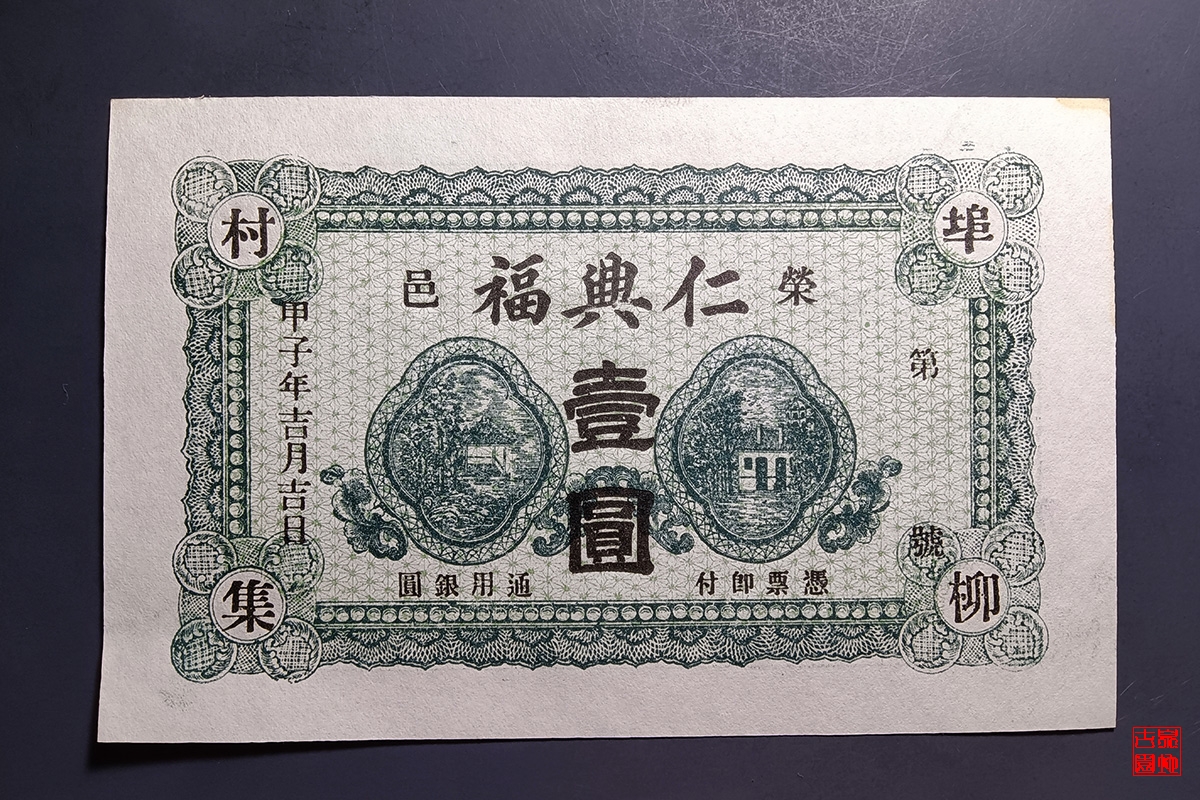 榮邑
仁興福
埠柳村集
第 號
壹圓
憑票即付
通用銀圓
甲子年吉月吉日